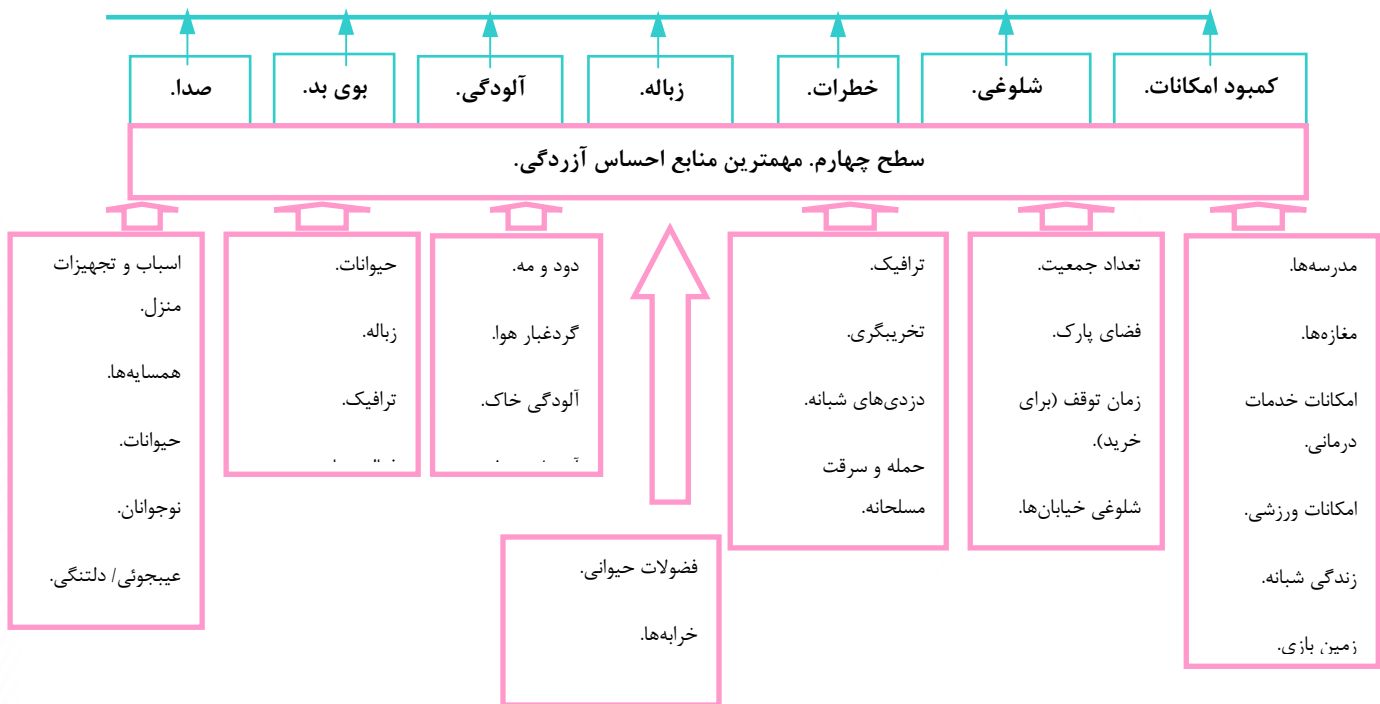 کمبود امکانات.
شلوغی.
خطرات.
زباله.
آلودگی.
بوی بد.
صدا.
سطح چهارم. مهمترین منابع احساس آزردگی.
مدرسه‌ها.
مغازه‌ها.
امکانات خدمات
درمانی.
امکانات ورزشی.
زندگی شبانه.
زمین بازی.
تعداد جمعیت.
فضای پارک.
زمان توقف (برای
خرید).
شلوغی خیابان‌ها.
ترافیک.
تخریبگری.
دزدی‌های شبانه.
حمله و سرقت
مسلحانه.
فضولات حیوانی.
خرابه‌ها.
دود و مه.
گردغبار هوا.
آلودگی خاک.
حیوانات.
زباله.
ترافیک.
اسباب و تجهیزات
منزل.
همسایه‌ها.
حیوانات.
نوجوانان.
عیبجوئی/ دلتنگی.